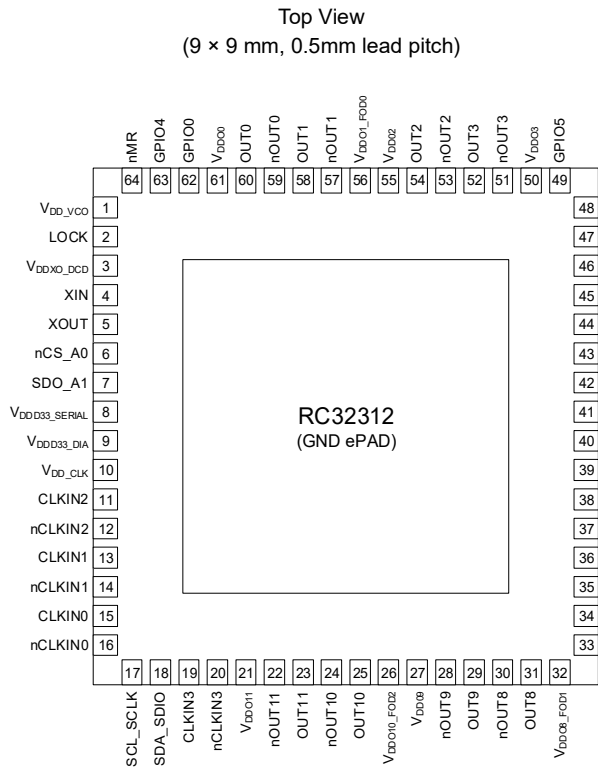 Top View
(9 × 9 mm, 0.5mm lead pitch)
nMR
GPIO4
GPIO0
VDDO0
OUT0
nOUT0
OUT1
nOUT1
VDDO1_FOD0
VDDO2
OUT2
nOUT2
OUT3
nOUT3
VDDO3
GPIO5
64 63 62 61 60 59 58 57 56 55 54 53 52 51 50 49
VDD_VCO 1
LOCK 2
VDDXO_DCD 3
XIN 4
XOUT 5
nCS_A0 6
SDO_A1 7
VDDD33_SERIAL 8
VDDD33_DIA 9
VDD_CLK 10
CLKIN2 11
nCLKIN2 12
CLKIN1 13
nCLKIN1 14
CLKIN0 15
nCLKIN0 16
RC32312
(GND ePAD)
48
47
46
45
44
43
42
41
40
39
38
37
36
35
34
33
17 18 19 20 21 22 23 24 25 26 27 28 29 30 31 32
SCL_SCLK
SDA_SDIO
CLKIN3
nCLKIN3
VDDO11
nOUT11
OUT11
nOUT10
OUT10
VDDO10_FOD2
VDDO9
nOUT9
OUT9
nOUT8
OUT8
VDDO8_FOD1